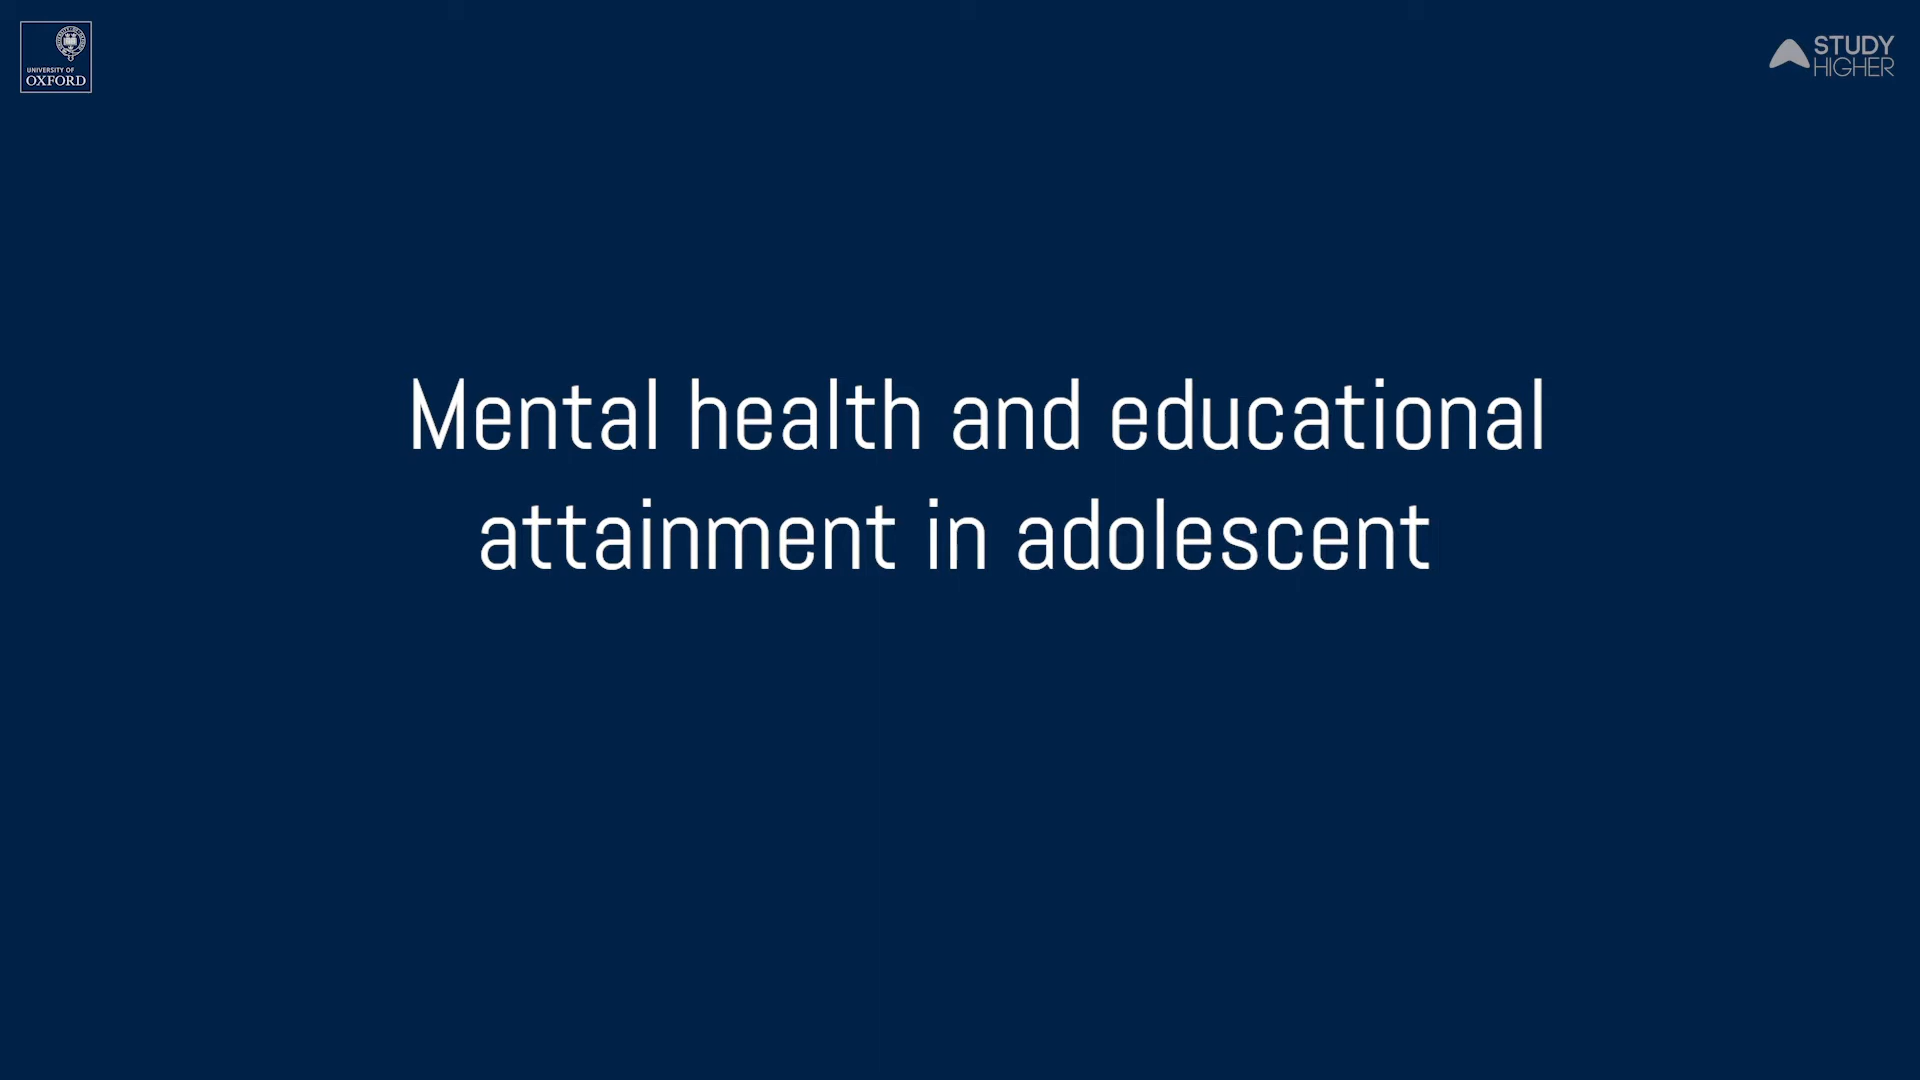 UNIVERSITY OF
OXFORD
STUDY
HIGHER
Mental health and educational
attainment in adolescent